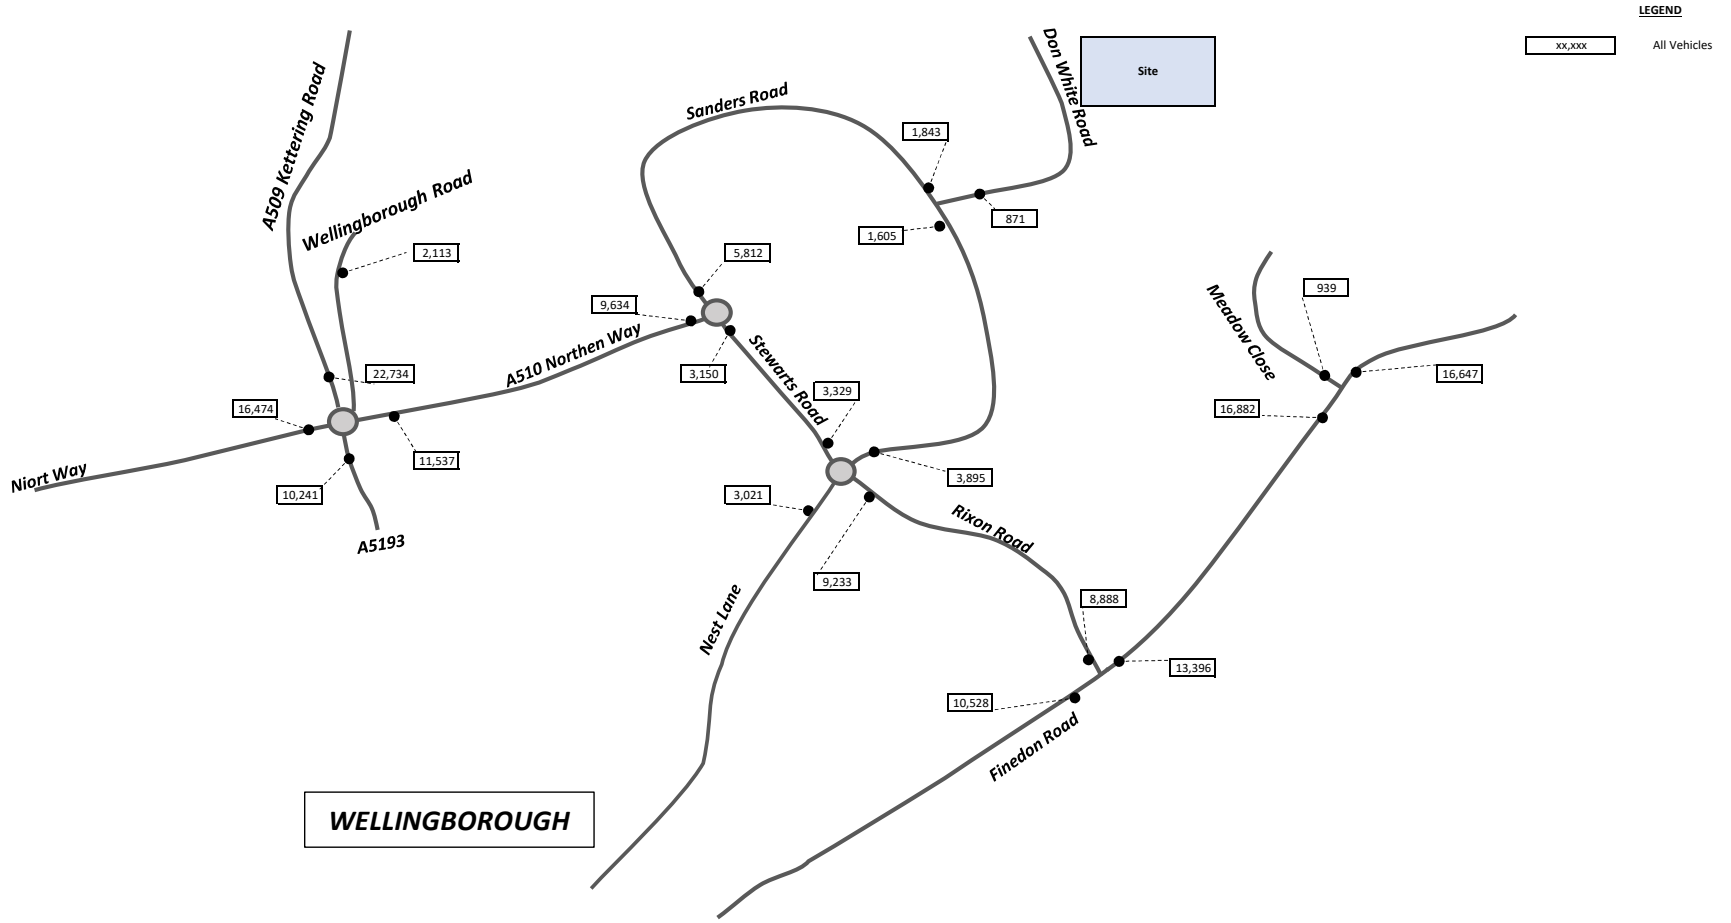 LEGEND
xx,xxx
All Vehicles
Don White Road
Site
A509 Kettering Road
Sanders Road
1,843
Wellingborough Road
871
1,605
2,113
5,812
939
Meadow Close
9,634
A510 Northen Way
Stewarts Road
22,734
3,150
3,329
16,647
16,474
16,882
11,537
Niort Way
3,895
10,241
3,021
Rixon Road
A5193
9,233
8,888
Nest Lane
13,396
10,528
Finedon Road
WELLINGBOROUGH